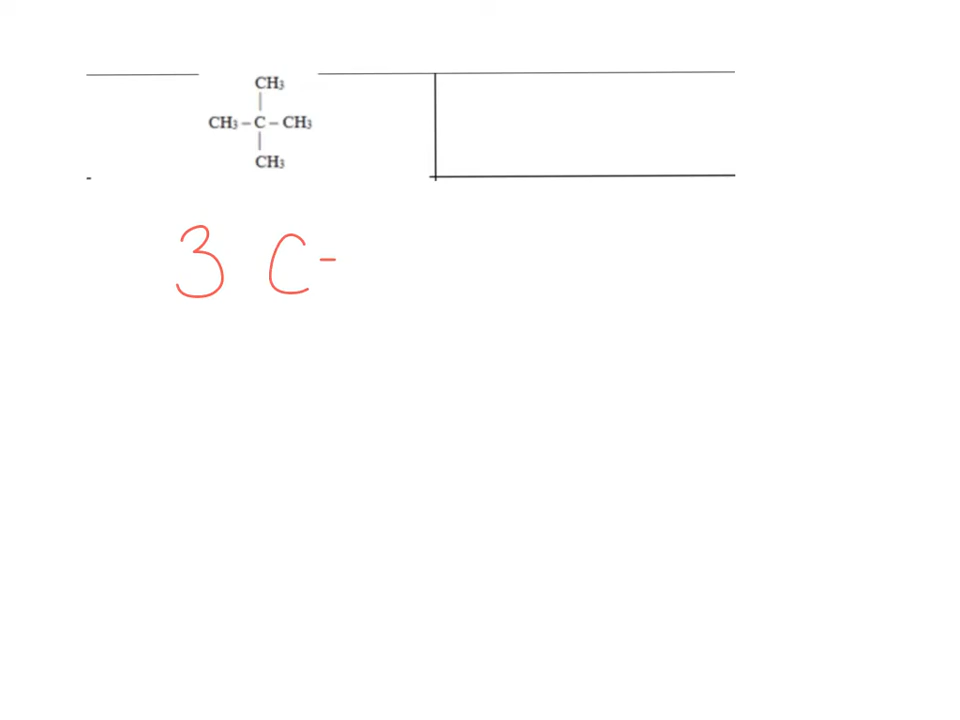 CH₃
CH₃ – C – CH₃
CH₃
3 C-